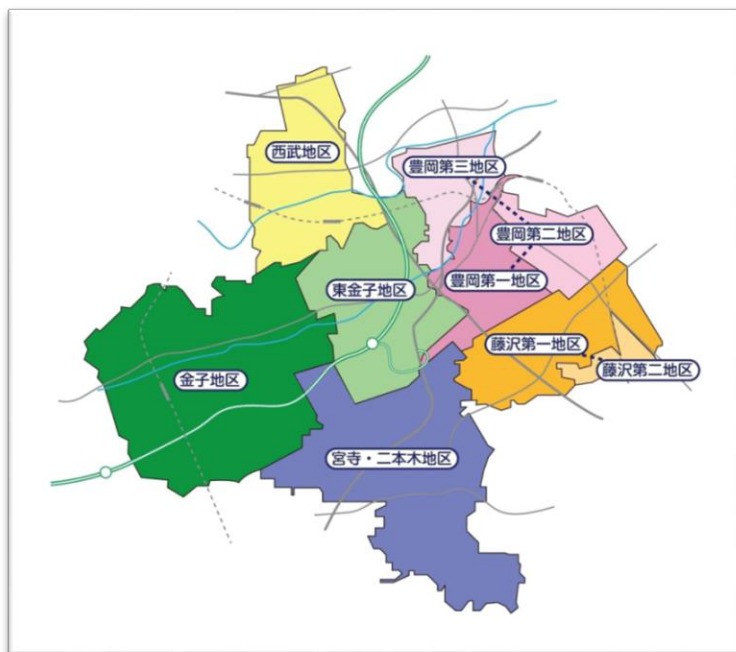 西武地区
豊岡第三地区
豊岡第二地区
豊岡第一地区
東金子地区
藤沢第一地区
藤沢第二地区
金子地区
宮寺・二本木地区